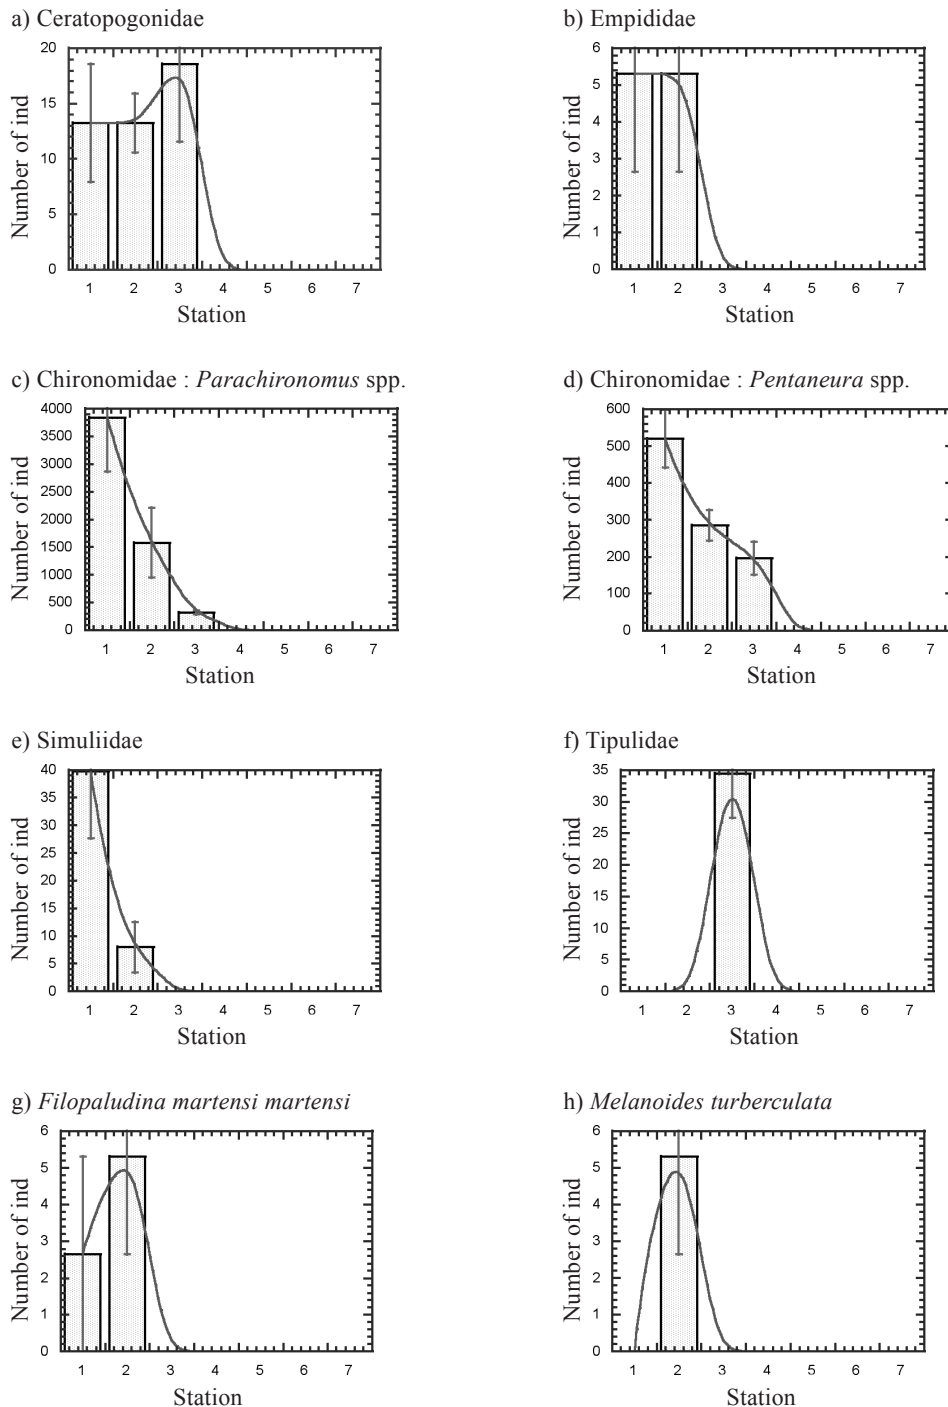 a) Ceratopogonidae
b) Empididae
Number of ind
20
15
10
5
0
1 2 3 4 5 6 7
Station
Number of ind
6
5
4
3
2
1
0
1 2 3 4 5 6 7
Station
c) Chironomidae : Parachironomus spp.
d) Chironomidae : Pentaneura spp.
Number of ind
4000
3500
3000
2500
2000
1500
1000
500
0
1 2 3 4 5 6 7
Station
Number of ind
600
500
400
300
200
100
0
1 2 3 4 5 6 7
Station
e) Simuliidae
f) Tipulidae
Number of ind
40
35
30
25
20
15
10
5
0
1 2 3 4 5 6 7
Station
Number of ind
35
30
25
20
15
10
5
0
1 2 3 4 5 6 7
Station
g) Filopaludina martensi martensi
h) Melanoides turberculata
Number of ind
6
5
4
3
2
1
0
1 2 3 4 5 6 7
Station
Number of ind
6
5
4
3
2
1
0
1 2 3 4 5 6 7
Station